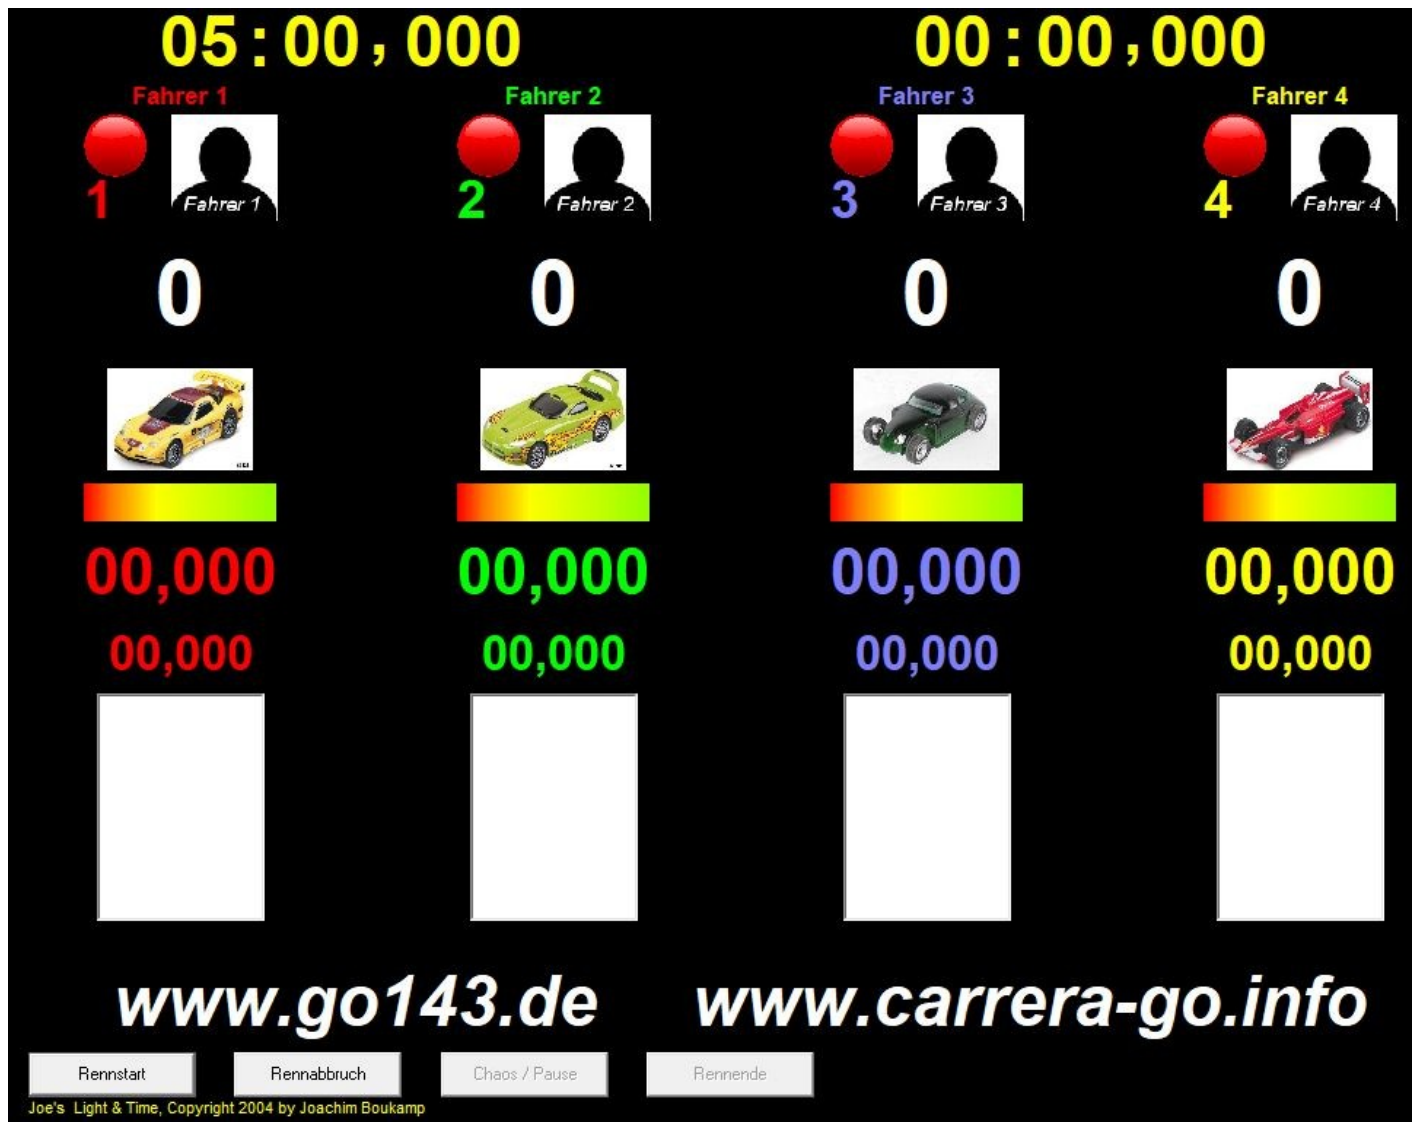 05:00,000 00:00,000
Fahrer 1 Fahrer 2 Fahrer 3 Fahrer 4
Fahrer 1 Fahrer 2 Fahrer 3 Fahrer 4
1 2 3 4
0 0 0 0
00,000 00,000 00,000 00,000
00,000 00,000 00,000 00,000
www.go143.de www.carrera-go.info
Rennstart Rennabbruch Chaos / Pause Rennende
Joe's Light & Time, Copyright 2004 by Joachim Boukamp